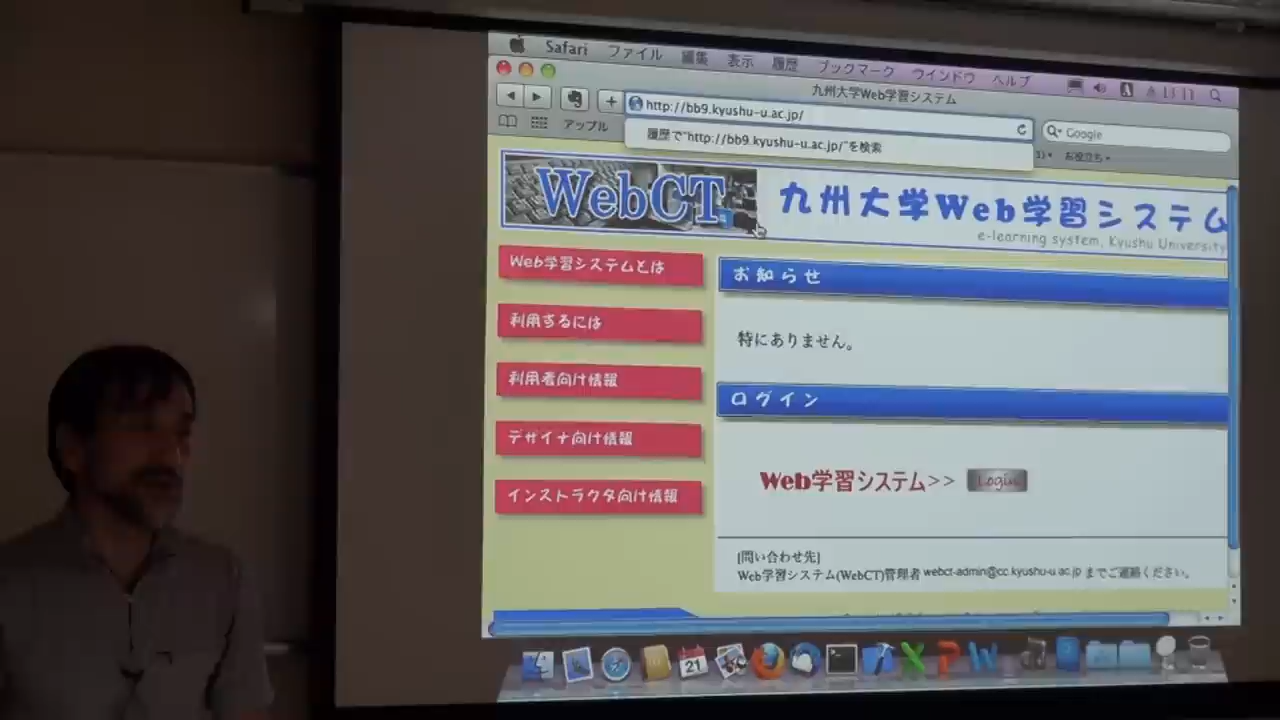 Safari ファイル 編集 表示 履歴 ブックマーク ウインドウ ヘルプ
九州大学Web学習システム
http://bb9.kyushu-u.ac.jp/
Google
アップル
履歴で"http://bb9.kyushu-u.ac.jp/"を検索
お役立ち
WebCT
九州大学Web学習システム
e-learning system, Kyushu University
Web学習システムとは
利用するには
利用者向け情報
デザイナ向け情報
インストラクタ向け情報
お知らせ
特にありません。
ログイン
Web学習システム>> Login
[問い合わせ先]
Web学習システム(WebCT)管理者 webct-admin@cc.kyushu-u.ac.jp までご連絡ください。
21